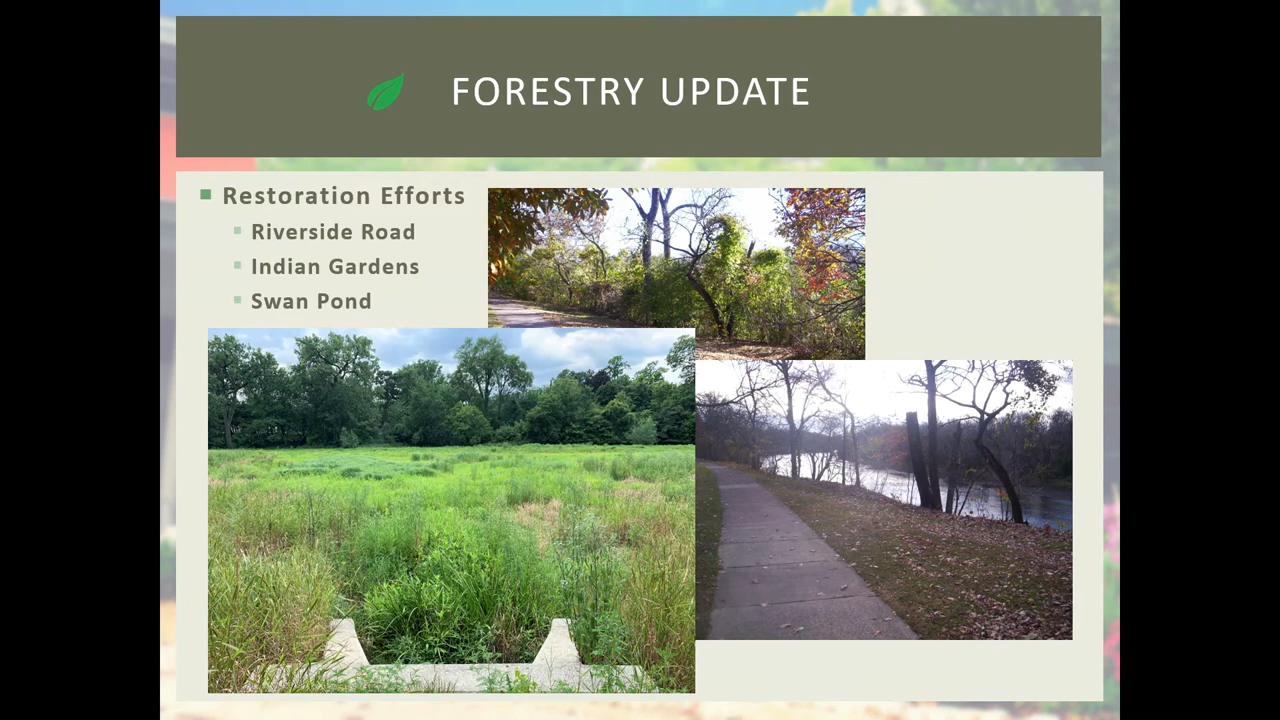 FORESTRY UPDATE
Restoration Efforts
Riverside Road
Indian Gardens
Swan Pond